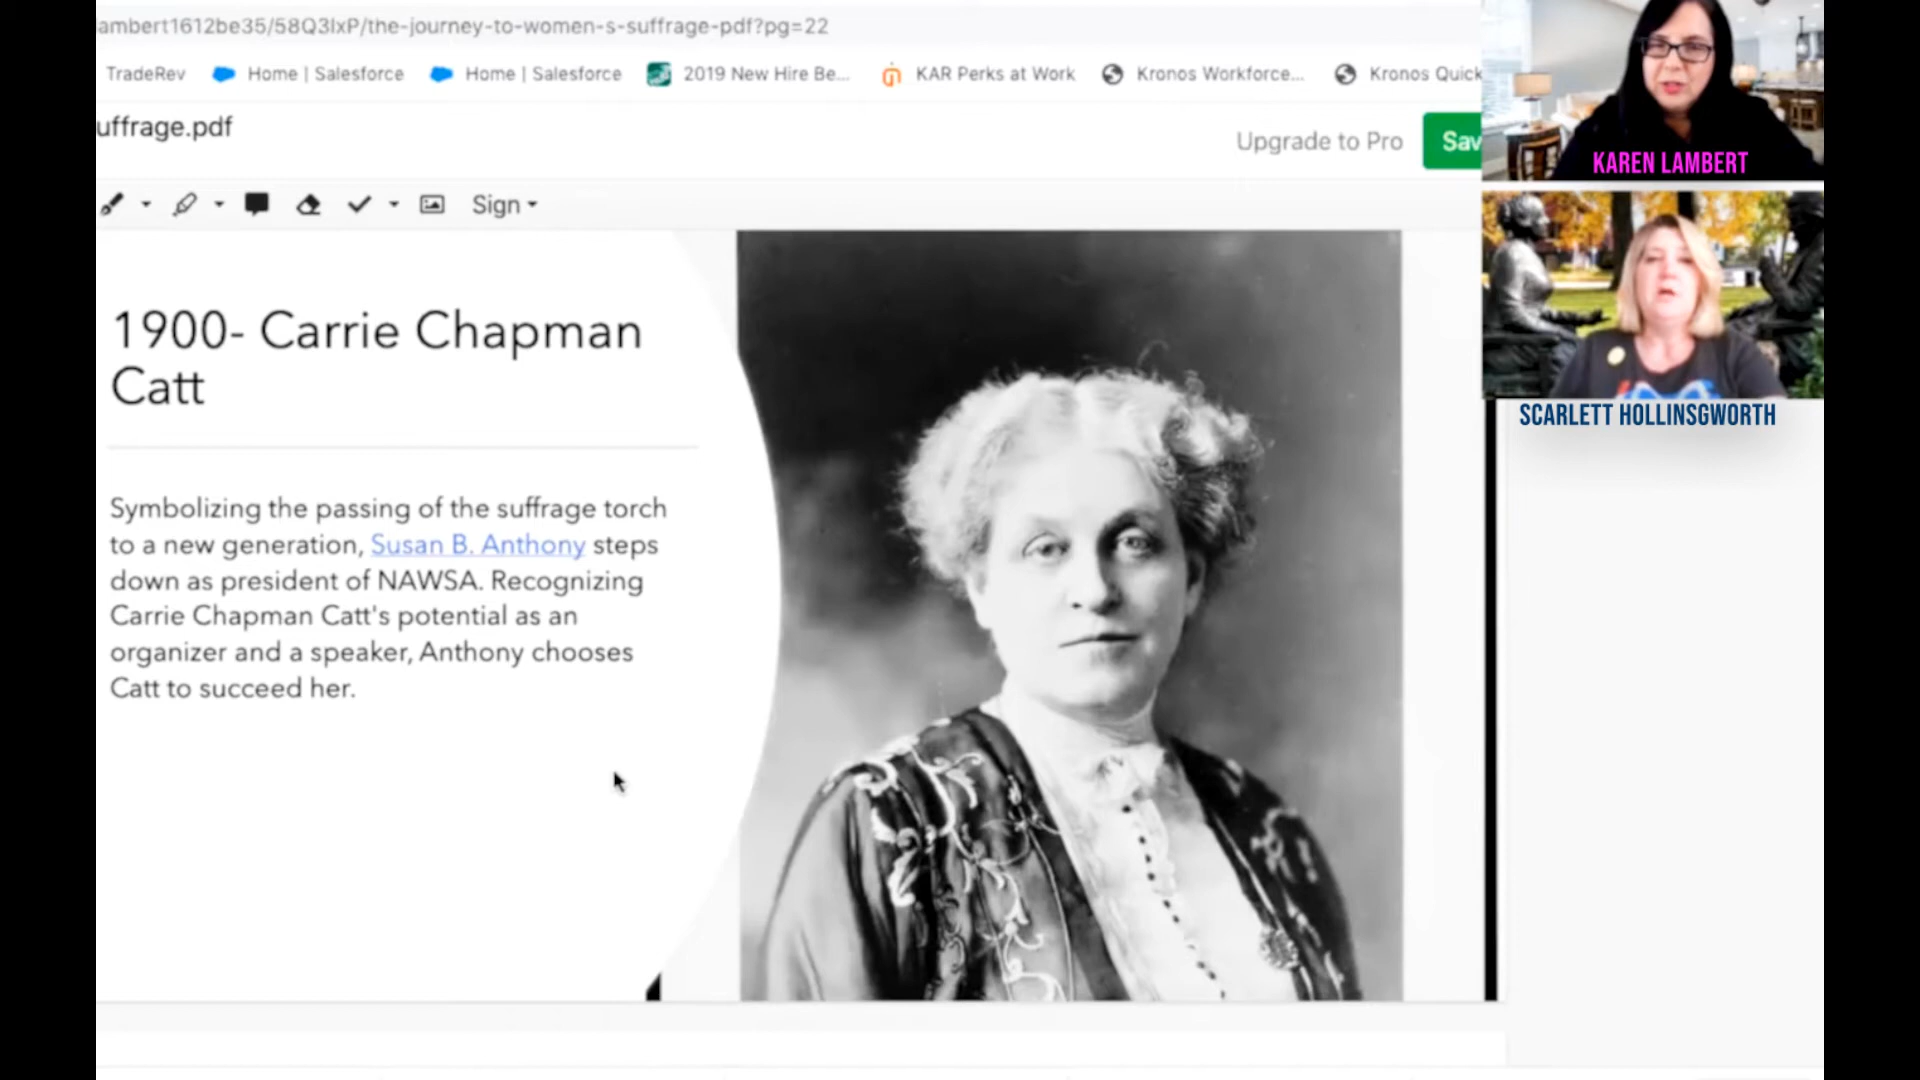 ambert1612be35/58Q3IxP/the-journey-to-women-s-suffrage-pdf?pg=22
TradeRev Home | Salesforce Home | Salesforce 2019 New Hire Be... KAR Perks at Work Kronos Workforce... Kronos Quick
uffrage.pdf
Upgrade to Pro Sav
Sign
KAREN LAMBERT
SCARLETT HOLLINSGWORTH
1900- Carrie Chapman
Catt
Symbolizing the passing of the suffrage torch
to a new generation, Susan B. Anthony steps
down as president of NAWSA. Recognizing
Carrie Chapman Catt's potential as an
organizer and a speaker, Anthony chooses
Catt to succeed her.